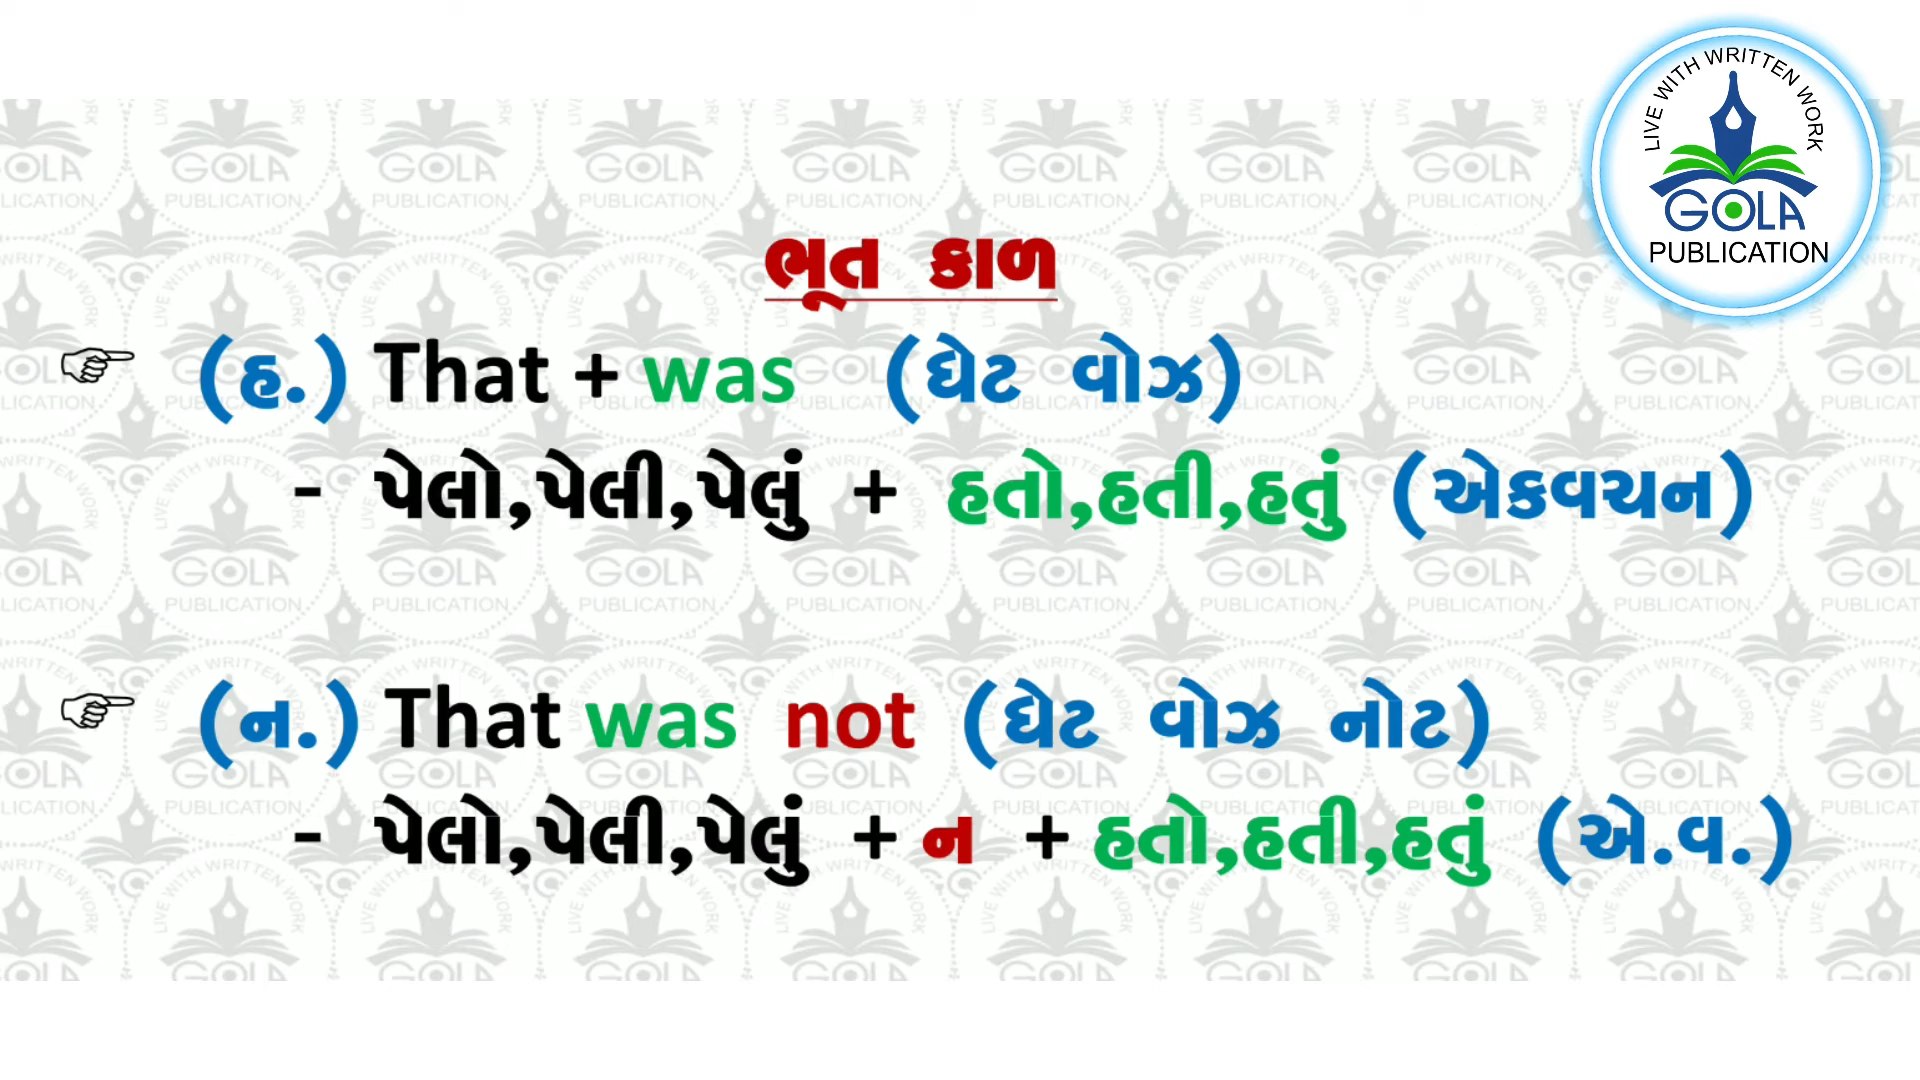 LIVE WITH WRITTEN WORK
GOLA
PUBLICATION
ભૂત કાળ
☞ (હ.) That + was (ધેટ વોઝ)
- પેલો,પેલી,પેલું + હતો,હતી,હતું (એકવચન)
☞ (ન.) That was not (ધેટ વોઝ નોટ)
- પેલો,પેલી,પેલું + ન + હતો,હતી,હતું (એ.વ.)